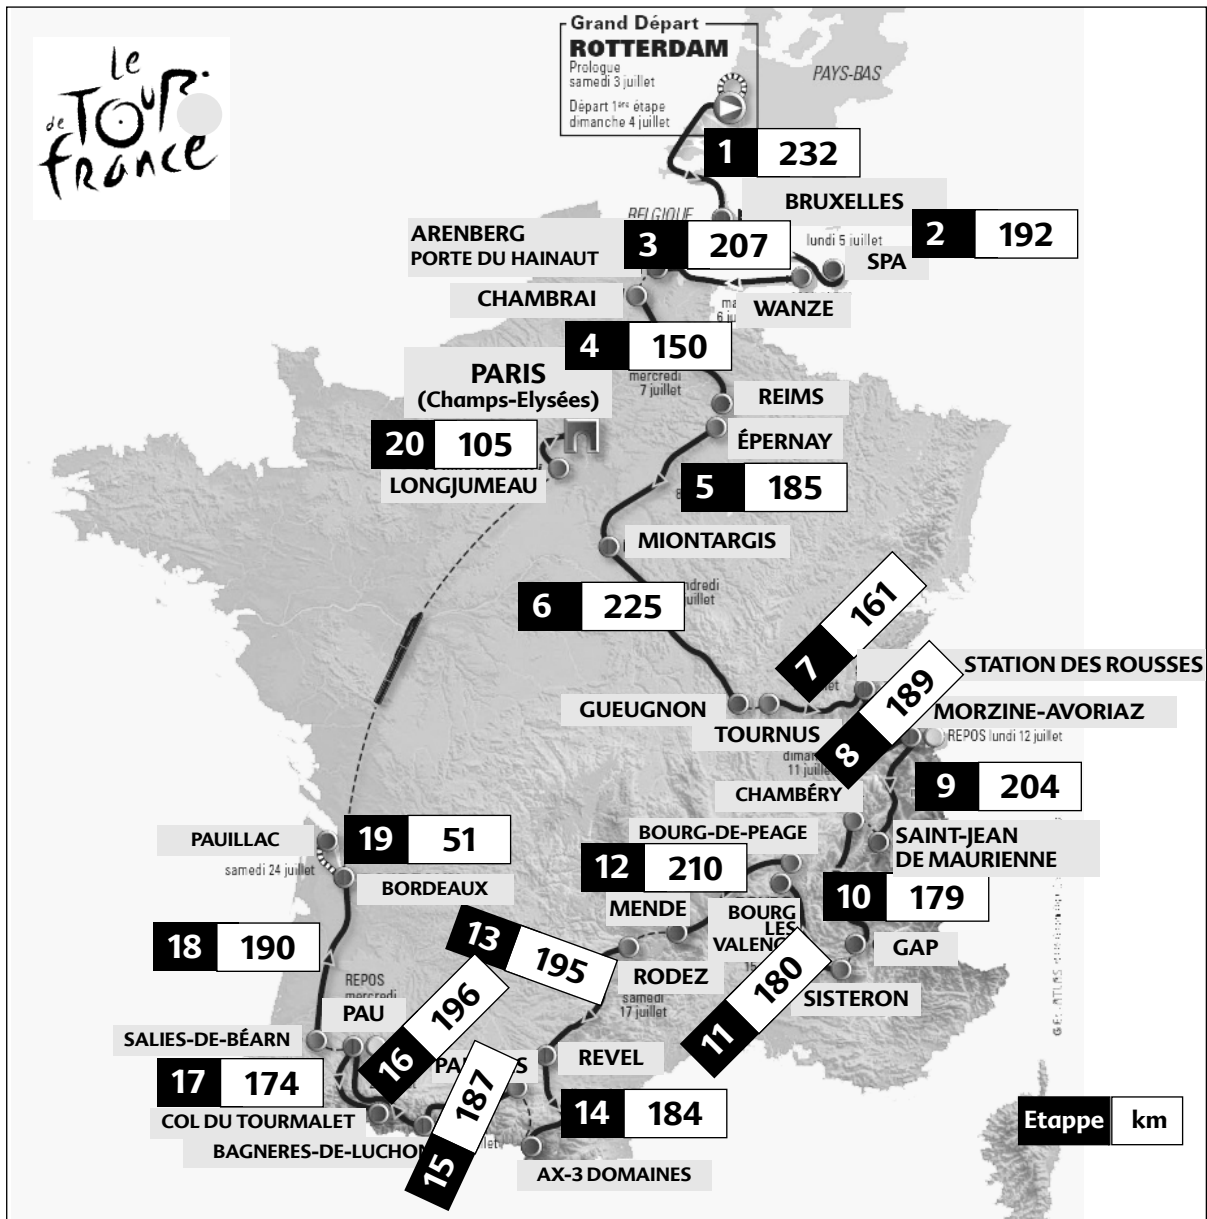 Le
TOUR
de
FRANCE
Grand Départ
ROTTERDAM
Prologue
samedi 3 juillet
Départ 1ère étape
dimanche 4 juillet
PAYS-BAS
1 232
BRUXELLES
BELGIQUE
2 192
lundi 5 juillet
ARENBERG
PORTE DU HAINAUT
3 207
SPA
CHAMBRAI
WANZE
6
4 150
mercredi
7 juillet
PARIS
(Champs-Elysées)
REIMS
20 105
ÉPERNAY
LONGJUMEAU
5 185
MIONTARGIS
6 225
juillet
7 161
STATION DES ROUSSES
8 189
GUEUGNON
TOURNUS
MORZINE-AVORIAZ
REPOS lundi 12 juillet
11 juillet
9 204
CHAMBÉRY
PAUILLAC
19 51
BOURG-DE-PEAGE
SAINT-JEAN
DE MAURIENNE
samedi 24 juillet
BORDEAUX
12 210
10 179
MENDE
BOURG
LES
13 195
18 190
RODEZ
GAP
samedi
17 juillet
11 180
SISTERON
REPOS
mercredi
PAU
16 196
SALIES-DE-BÉARN
REVEL
17 174
15 187
14 184
COL DU TOURMALET
BAGNERES-DE-LUCHON
AX-3 DOMAINES
Etappe km